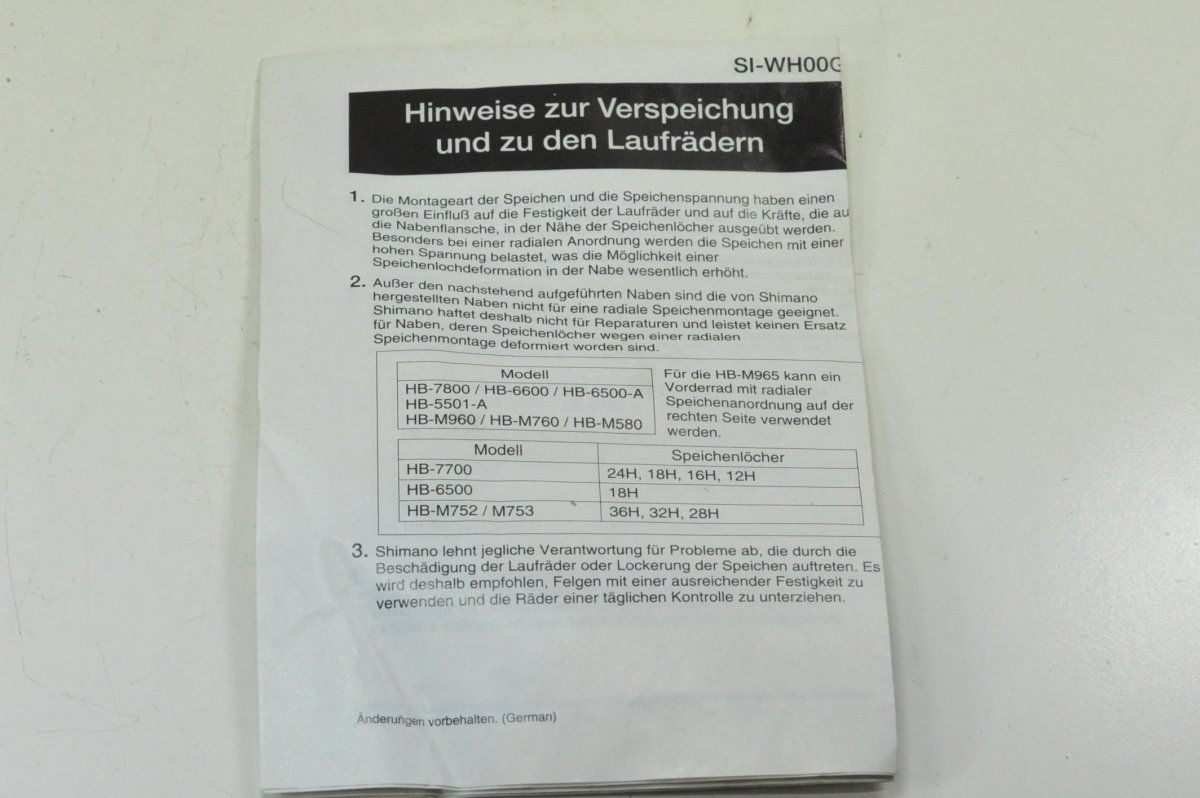 SI-WH00G
Hinweise zur Verspeichung
und zu den Laufrädern
1. Die Montageart der Speichen und die Speichenspannung haben einen
großen Einfluß auf die Festigkeit der Laufräder und auf die Kräfte, die au
die Nabenflansche, in der Nähe der Speichenlöcher ausgeübt werden.
Besonders bei einer radialen Anordnung werden die Speichen mit einer
hohen Spannung belastet, was die Möglichkeit einer
Speichenlochdeformation in der Nabe wesentlich erhöht.
2. Außer den nachstehend aufgeführten Naben sind die von Shimano
hergestellten Naben nicht für eine radiale Speichenmontage geeignet.
Shimano haftet deshalb nicht für Reparaturen und leistet keinen Ersatz
für Naben, deren Speichenlöcher wegen einer radialen
Speichenmontage deformiert worden sind.
Modell
HB-7800 / HB-6600 / HB-6500-A
HB-5501-A
HB-M960 / HB-M760 / HB-M580
Für die HB-M965 kann ein
Vorderrad mit radialer
Speichenanordnung auf der
rechten Seite verwendet
werden.
Modell Speichenlöcher
HB-7700 24H, 18H, 16H, 12H
HB-6500 18H
HB-M752 / M753 36H, 32H, 28H
3. Shimano lehnt jegliche Verantwortung für Probleme ab, die durch die
Beschädigung der Laufräder oder Lockerung der Speichen auftreten. Es
wird deshalb empfohlen, Felgen mit einer ausreichender Festigkeit zu
verwenden und die Räder einer täglichen Kontrolle zu unterziehen.
Änderungen vorbehalten. (German)